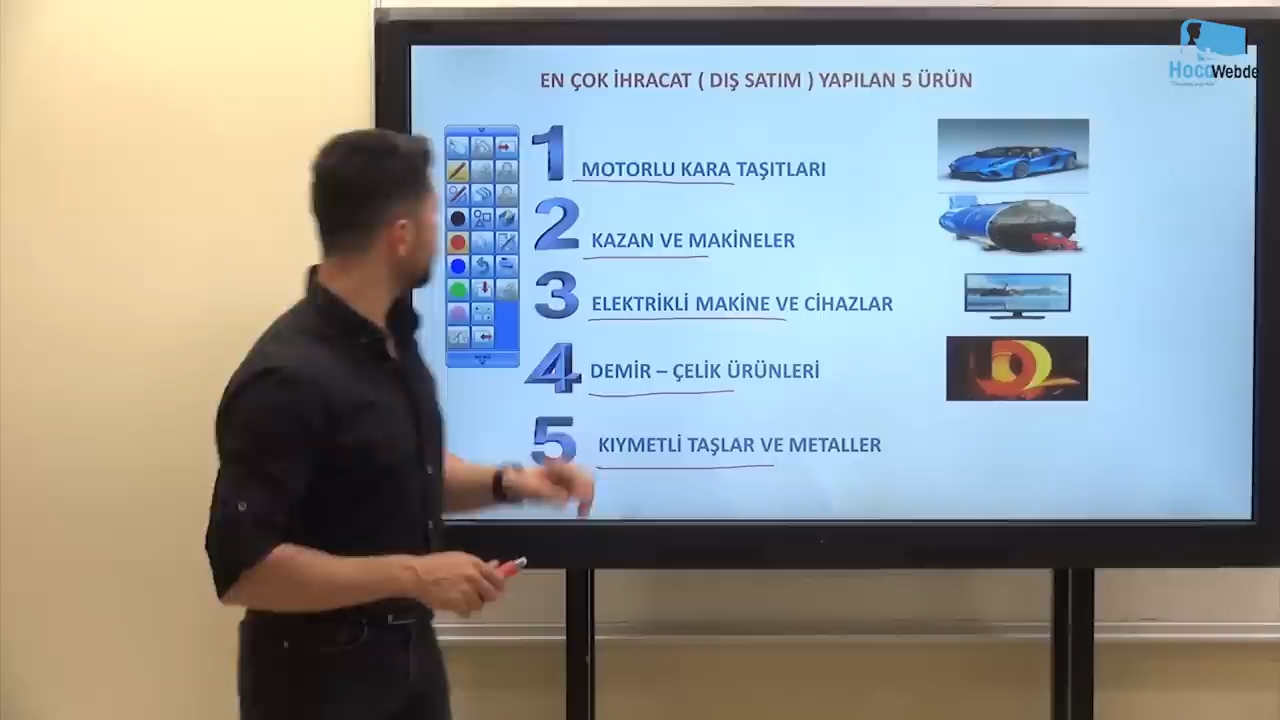 EN ÇOK İHRACAT ( DIŞ SATIM ) YAPILAN 5 ÜRÜN
1 MOTORLU KARA TAŞITLARI
2 KAZAN VE MAKİNELER
3 ELEKTRİKLİ MAKİNE VE CİHAZLAR
4 DEMİR – ÇELİK ÜRÜNLERİ
5 KIYMETLİ TAŞLAR VE METALLER
HocaWebde